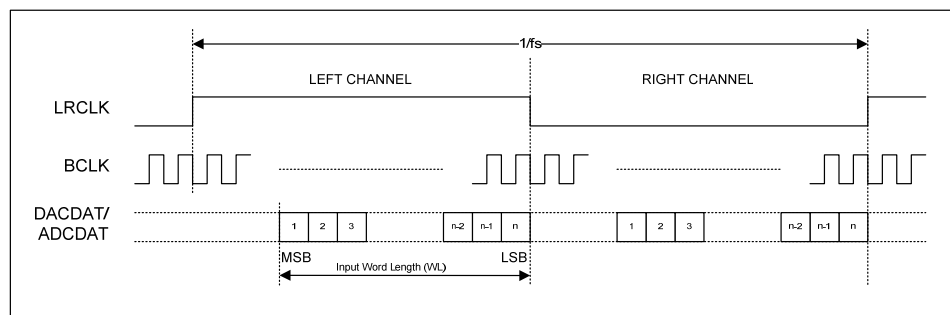 1/fs
LEFT CHANNEL RIGHT CHANNEL
LRCLK
BCLK
DACDAT/
ADCDAT
1 2 3 n-2 n-1 n 1 2 3 n-2 n-1 n
MSB LSB
Input Word Length (WL)